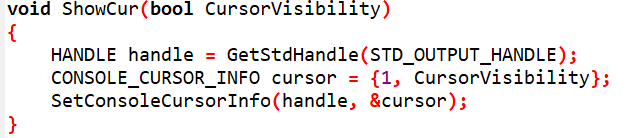 void ShowCur(bool CursorVisibility)
{
    HANDLE handle = GetStdHandle(STD_OUTPUT_HANDLE);
    CONSOLE_CURSOR_INFO cursor = {1, CursorVisibility};
    SetConsoleCursorInfo(handle, &cursor);
}